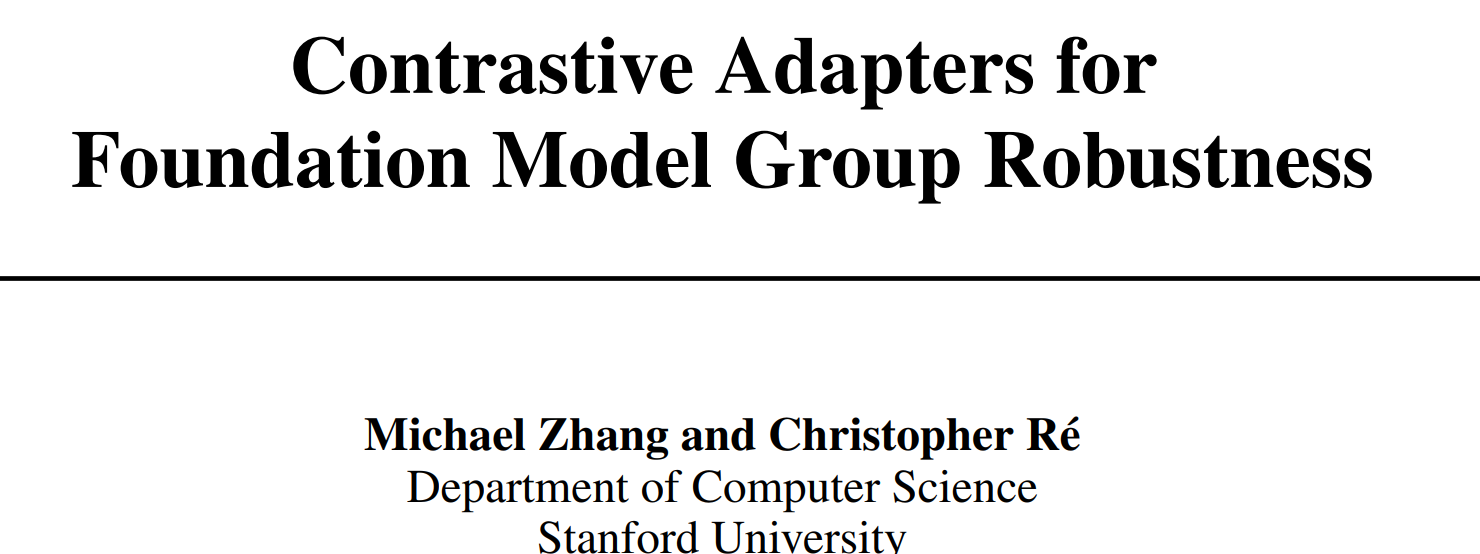 Contrastive Adapters for
Foundation Model Group Robustness
Michael Zhang and Christopher Ré
Department of Computer Science
Stanford University